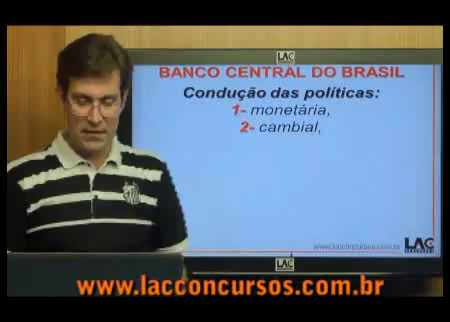 LAC
BANCO CENTRAL DO BRASIL
Condução das políticas:
1- monetária,
2- cambial,
www.lacconcursos.com.br
LAC
LAC
www.lacconcursos.com.br